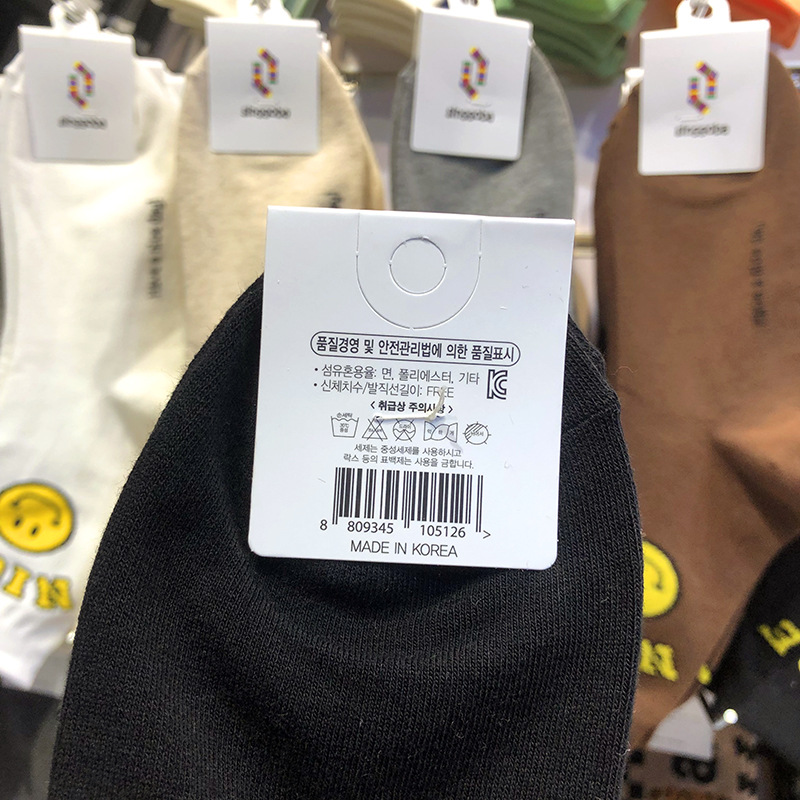 품질경영 및 안전관리법에 의한 품질표시
• 섬유혼용율: 면, 폴리에스터, 기타
• 신체치수/발직선길이: FREE
< 취급상 주의사항 >
세제는 중성세제를 사용하시고
락스 등의 표백제는 사용을 금합니다.
8 809345 105126 >
MADE IN KOREA